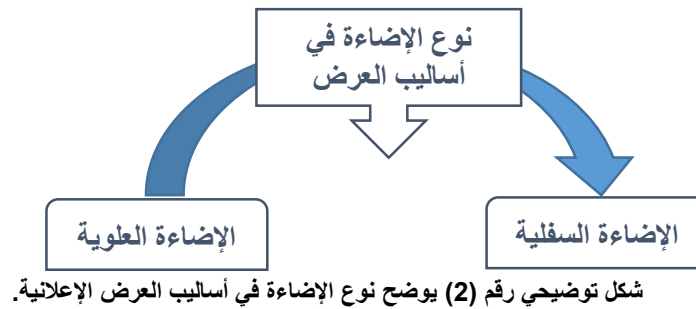 نوع الإضاءة في
أساليب العرض
الإضاءة السفلية
الإضاءة العلوية
شكل توضيحي رقم (2) يوضح نوع الإضاءة في أساليب العرض الإعلانية.